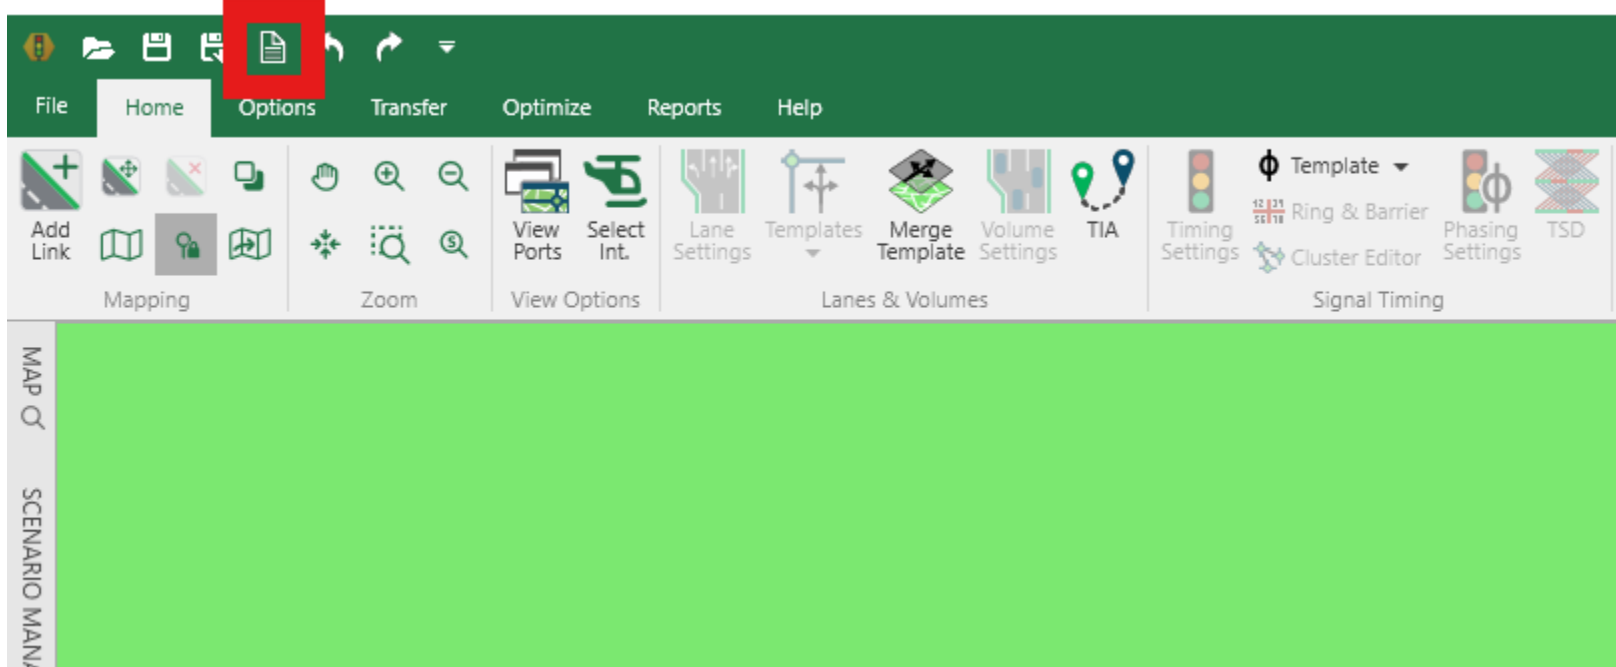 File Home Options Transfer Optimize Reports Help
Add Link
View Ports
Select Int.
Lane Settings
Templates
Merge Template
Volume Settings
TIA
Timing Settings
Φ Template
Ring & Barrier
Cluster Editor
Phasing Settings
TSD
Mapping Zoom View Options Lanes & Volumes Signal Timing
MAP
SCENARIO MANA